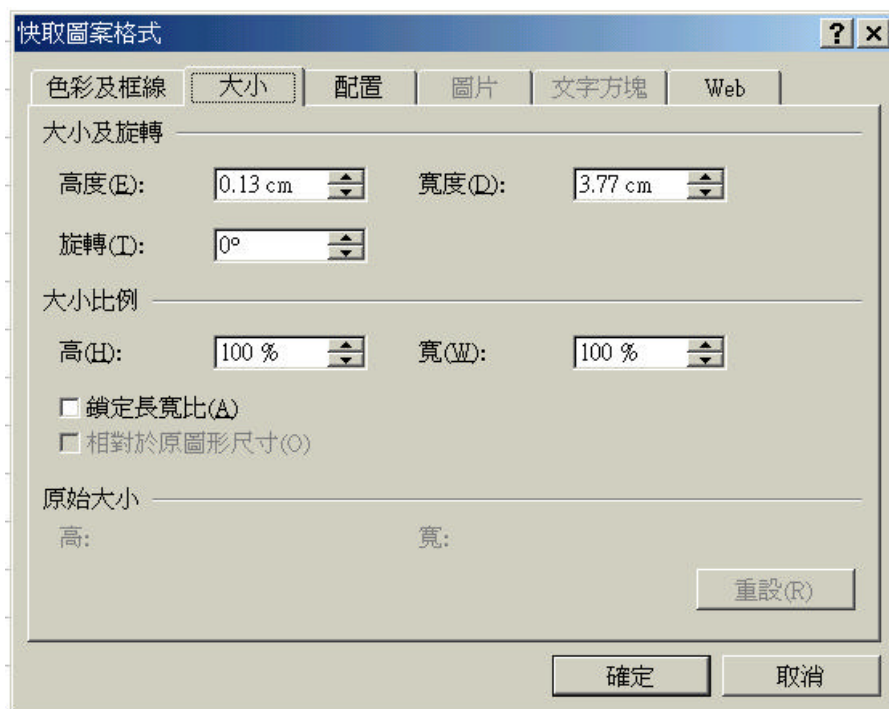 快取圖案格式
色彩及框線 大小 配置 圖片 文字方塊 Web
大小及旋轉
高度(E): 0.13 cm 寬度(D): 3.77 cm
旋轉(T): 0°
大小比例
高(H): 100 % 寬(W): 100 %
鎖定長寬比(A)
相對於原圖形尺寸(O)
原始大小
高: 寬:
重設(R)
確定 取消